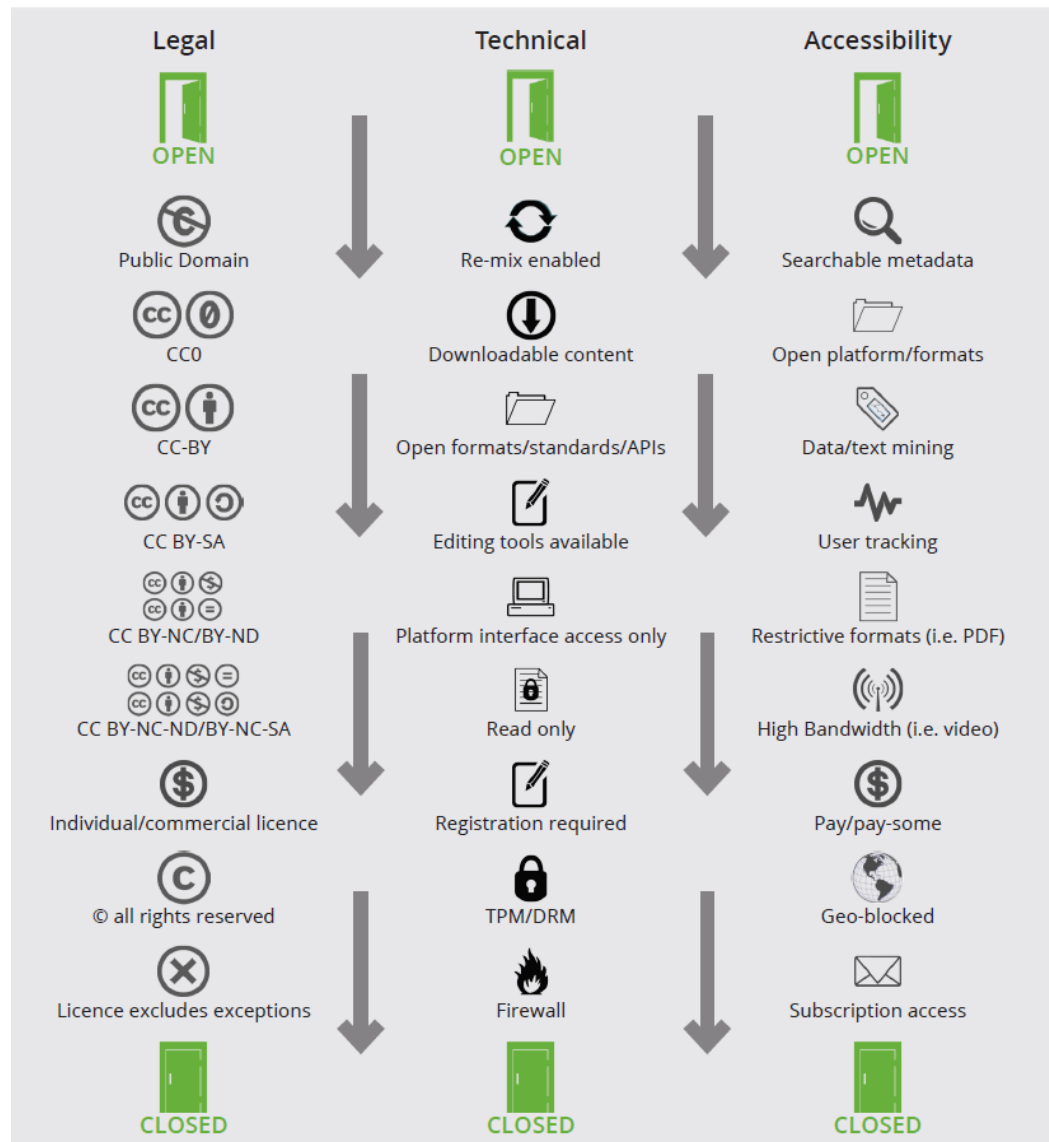 Legal Technical Accessibility
OPEN OPEN OPEN
Public Domain Re-mix enabled Searchable metadata
CC0 Downloadable content Open platform/formats
CC-BY Open formats/standards/APIs Data/text mining
CC BY-SA Editing tools available User tracking
CC BY-NC/BY-ND Platform interface access only Restrictive formats (i.e. PDF)
CC BY-NC-ND/BY-NC-SA Read only High Bandwidth (i.e. video)
Individual/commercial licence Registration required Pay/pay-some
© all rights reserved TPM/DRM Geo-blocked
Licence excludes exceptions Firewall Subscription access
CLOSED CLOSED CLOSED